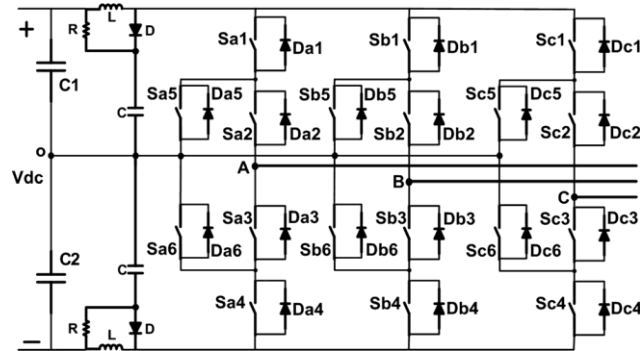 + R L D Sa1 Da1 Sb1 Db1 Sc1 Dc1
C1 C Sa5 Da5 Sb5 Db5 Sc5 Dc5
Sa2 Da2 Sb2 Db2 Sc2 Dc2
o
Vdc A
B
C
Sa3 Da3 Sb3 Db3 Sc3 Dc3
C2 C Sa6 Da6 Sb6 Db6 Sc6 Dc6
Sa4 Da4 Sb4 Db4 Sc4 Dc4
R L D
−